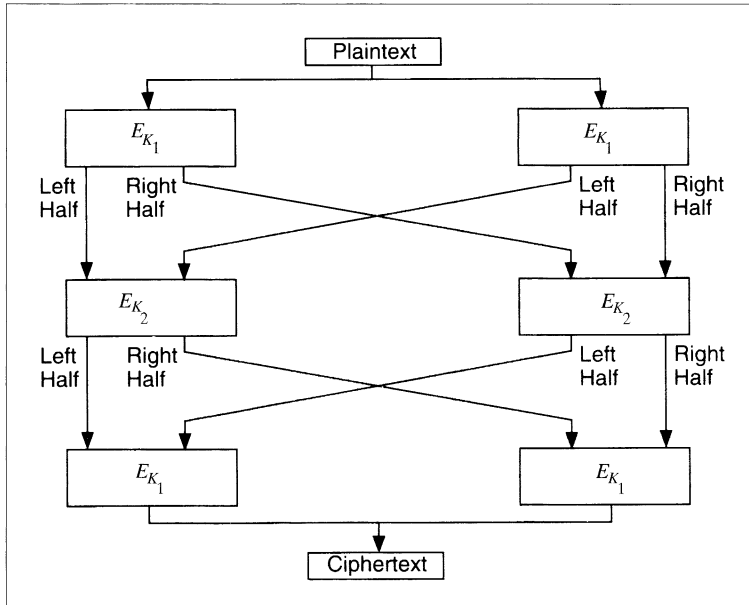 Plaintext
E_{K_1} E_{K_1}
Left Half Right Half Left Half Right Half
E_{K_2} E_{K_2}
Left Half Right Half Left Half Right Half
E_{K_1} E_{K_1}
Ciphertext